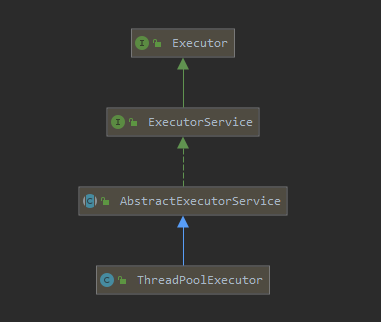 I Executor
I ExecutorService
C AbstractExecutorService
C ThreadPoolExecutor